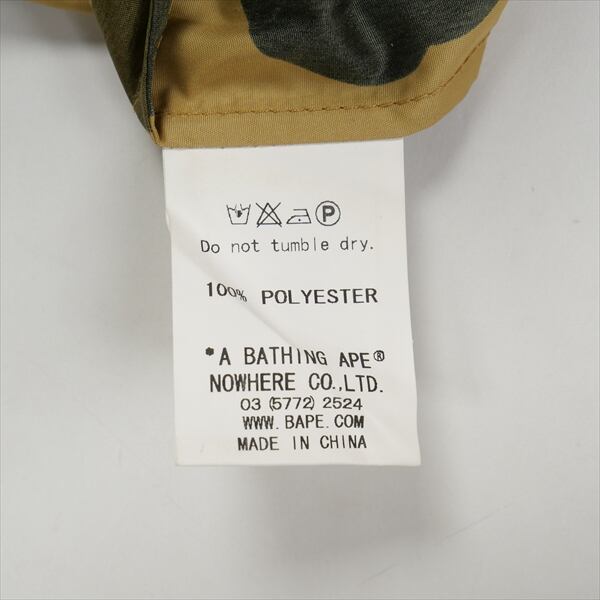 P
Do not tumble dry.
100% POLYESTER
*A BATHING APE®
NOWHERE CO.,LTD.
03 (5772) 2524
WWW.BAPE.COM
MADE IN CHINA